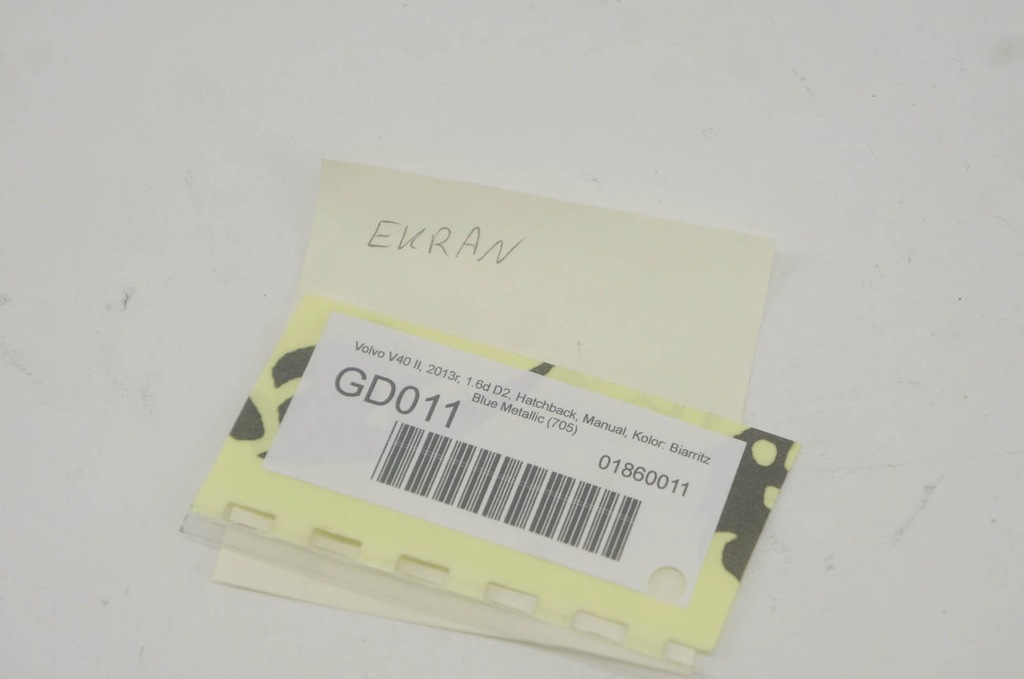 EKRAN
Volvo V40 II, 2013r, 1.6d D2, Hatchback, Manual, Kolor: Biarritz
Blue Metallic (705)
GD011
01860011